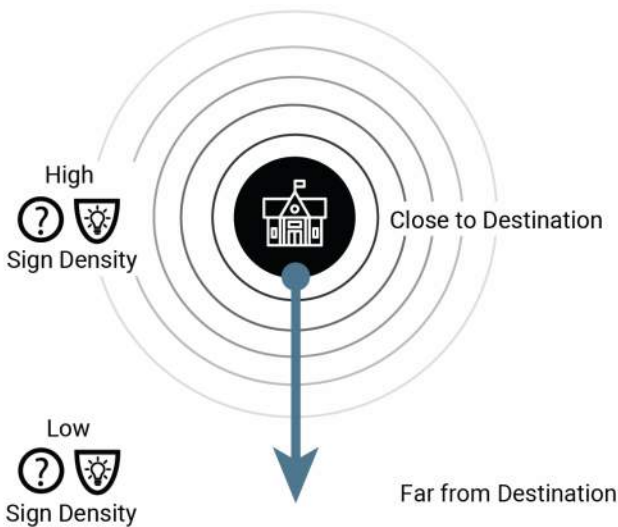 High
?
Sign Density
Close to Destination
Low
?
Sign Density
Far from Destination